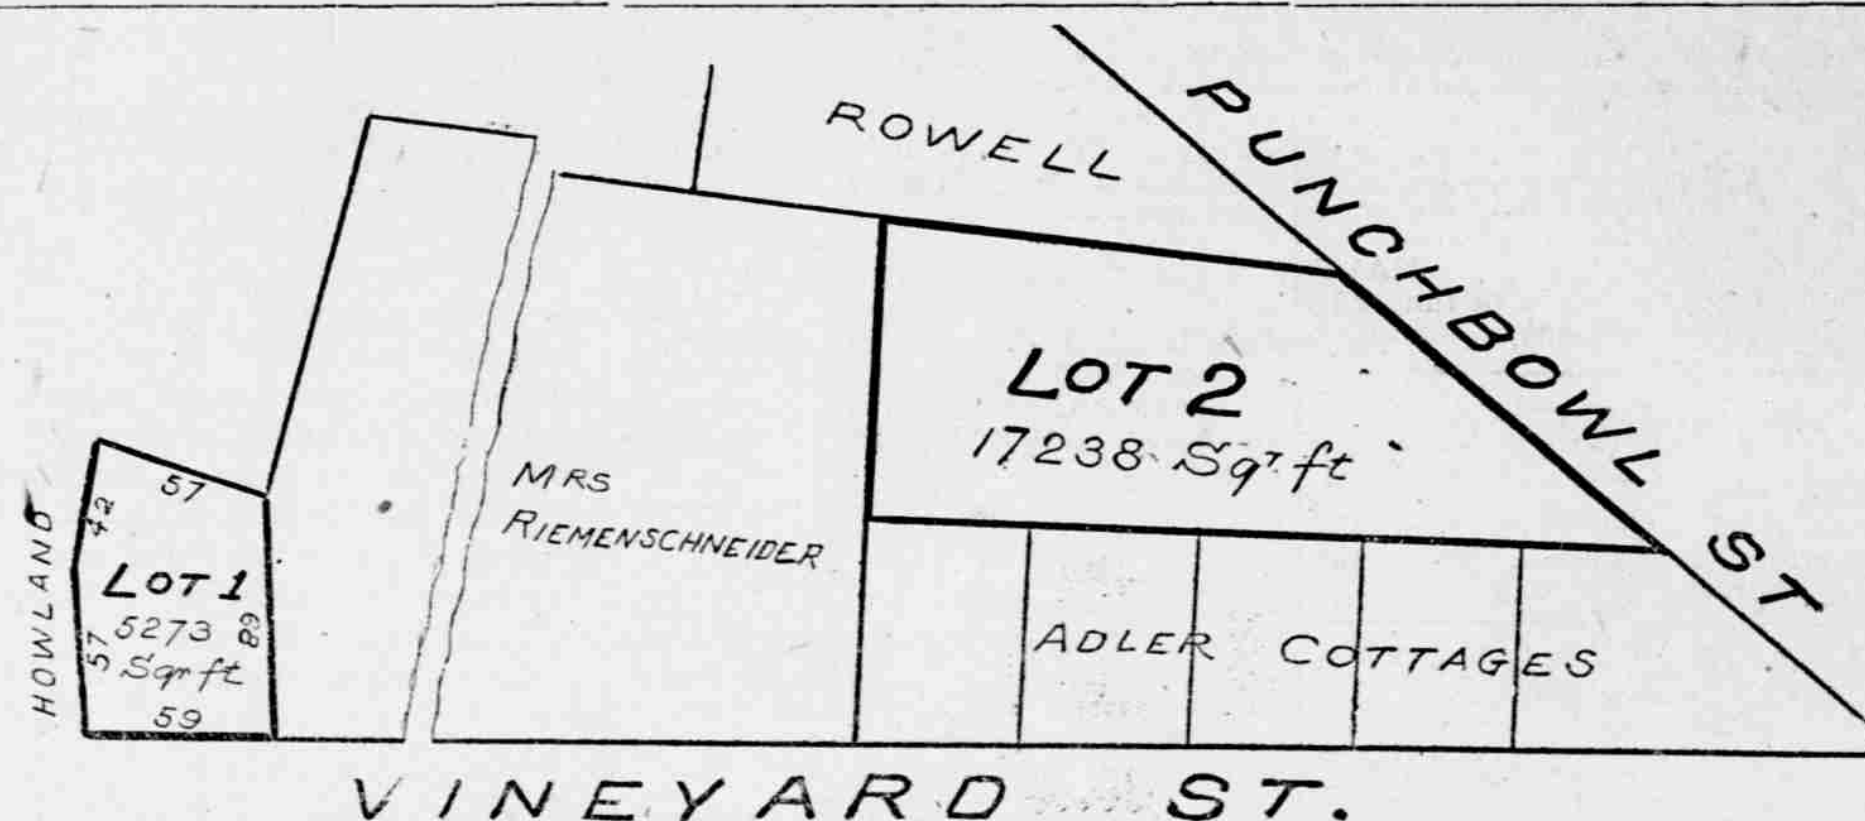 ROWELL
PUNCHBOWL ST
LOT 2
17238 Sqr ft
MRS
RIEMENSCHNEIDER
HOWLAND
57
42
LOT 1
5273
Sqr ft
57
89
59
ADLER COTTAGES
VINEYARD ST.